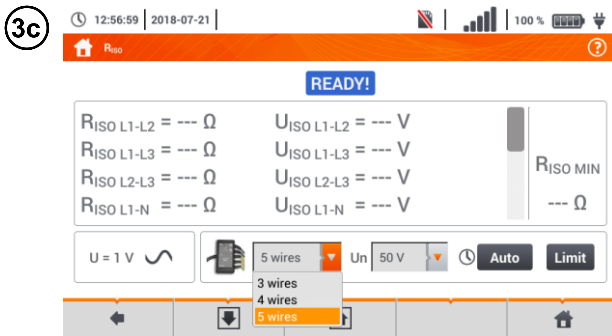 3c
12:56:59 2018-07-21 100 %
RISO ?
READY!
RISO L1-L2 = --- Ω UISO L1-L2 = --- V
RISO L1-L3 = --- Ω UISO L1-L3 = --- V
RISO L2-L3 = --- Ω UISO L2-L3 = --- V
RISO L1-N = --- Ω UISO L1-N = --- V
RISO MIN
--- Ω
U = 1 V 5 wires Un 50 V Auto Limit
3 wires
4 wires
5 wires